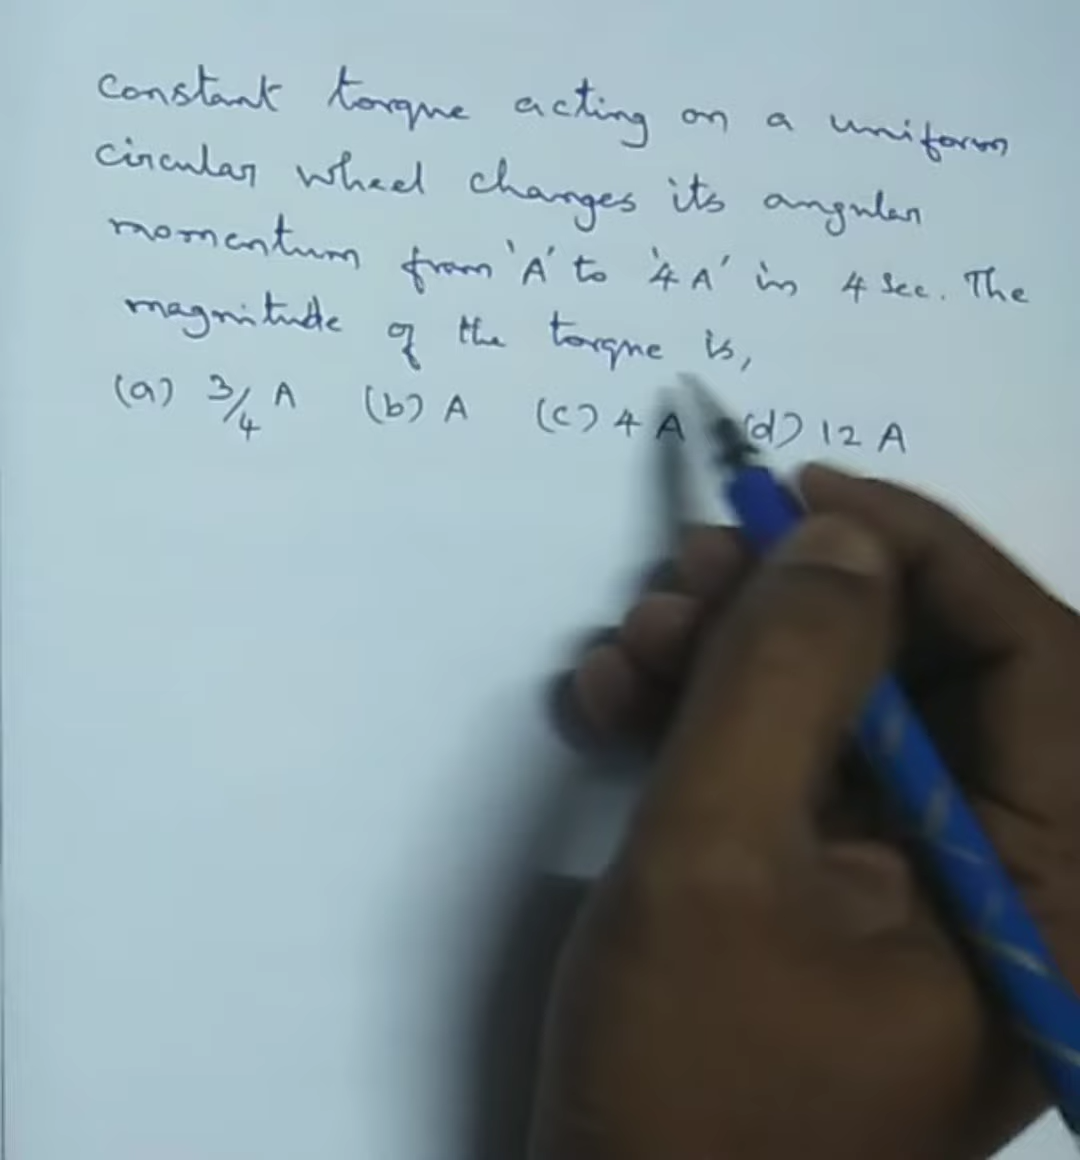 constant torque acting on a uniform
circular wheel changes its angular
momentum from 'A' to '4A' in 4 sec. The
magnitude of the torque is,
(a) 3/4 A (b) A (c) 4 A (d) 12 A